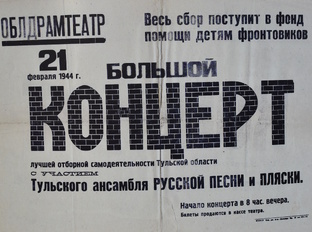 ОБЛДРАМТЕАТР
Весь сбор поступит в фонд
помощи детям фронтовиков
21
февраля 1944 г.
БОЛЬШОЙ
КОНЦЕРТ
лучшей отборной самодеятельности Тульской области
С УЧАСТИЕМ
Тульского ансамбля РУССКОЙ ПЕСНИ и ПЛЯСКИ.
Начало концерта в 8 час. вечера.
Билеты продаются в кассе театра.